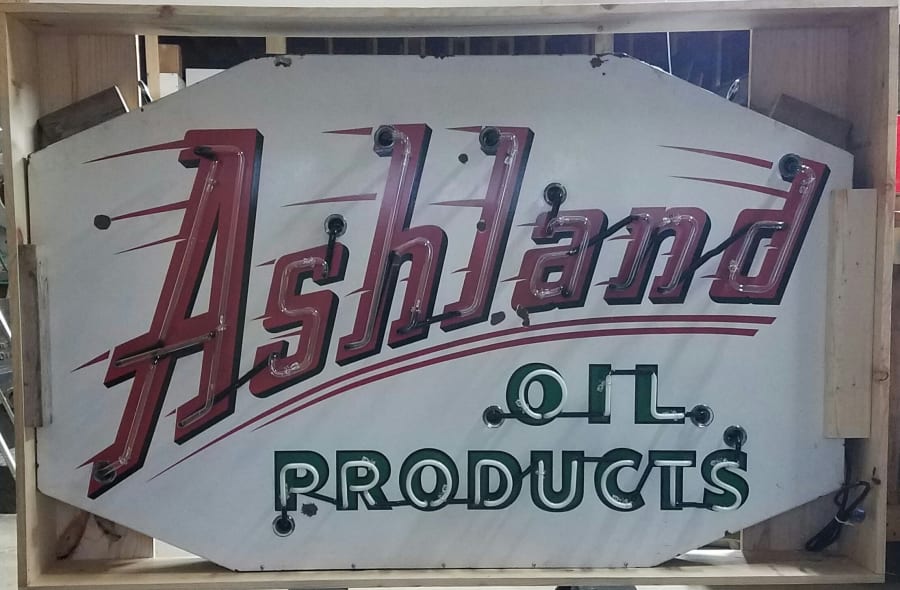 Ashland
OIL
PRODUCTS